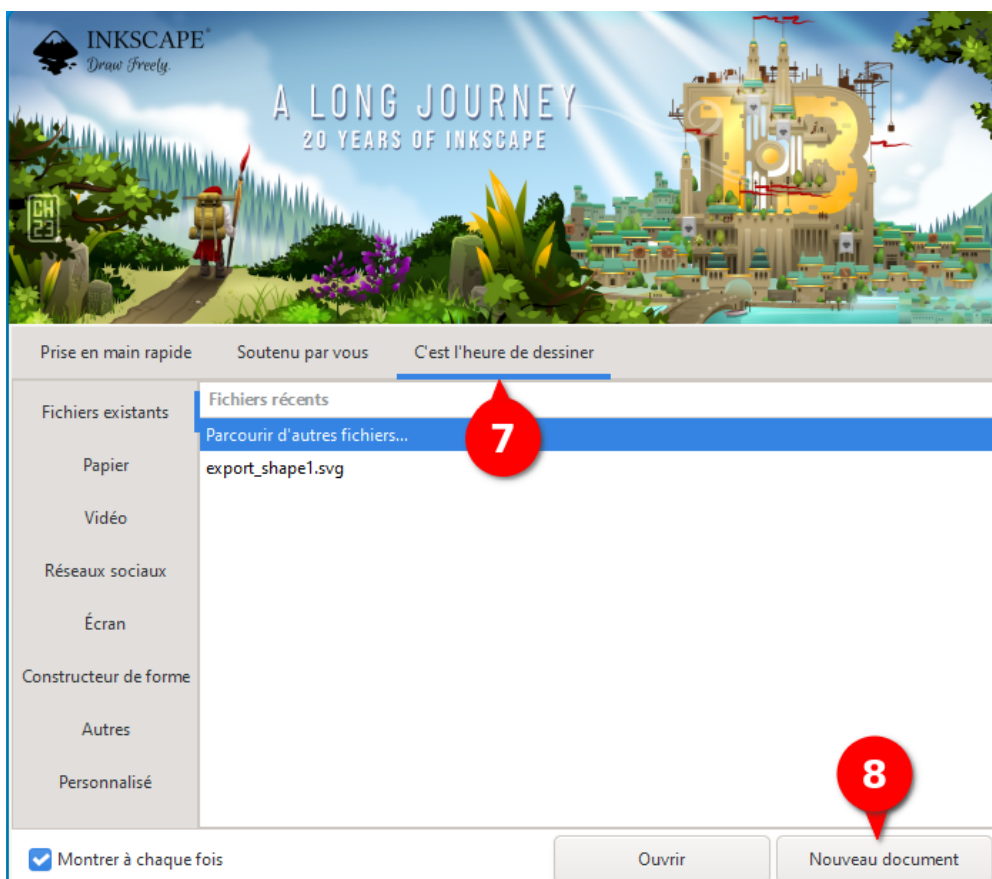 INKSCAPE
Draw Freely.
A LONG JOURNEY
20 YEARS OF INKSCAPE
1.3
CH
23
Prise en main rapide
Soutenu par vous
C'est l'heure de dessiner
7
Fichiers existants
Papier
Vidéo
Réseaux sociaux
Écran
Constructeur de forme
Autres
Personnalisé
Fichiers récents
Parcourir d'autres fichiers...
export_shape1.svg
8
Montrer à chaque fois
Ouvrir
Nouveau document